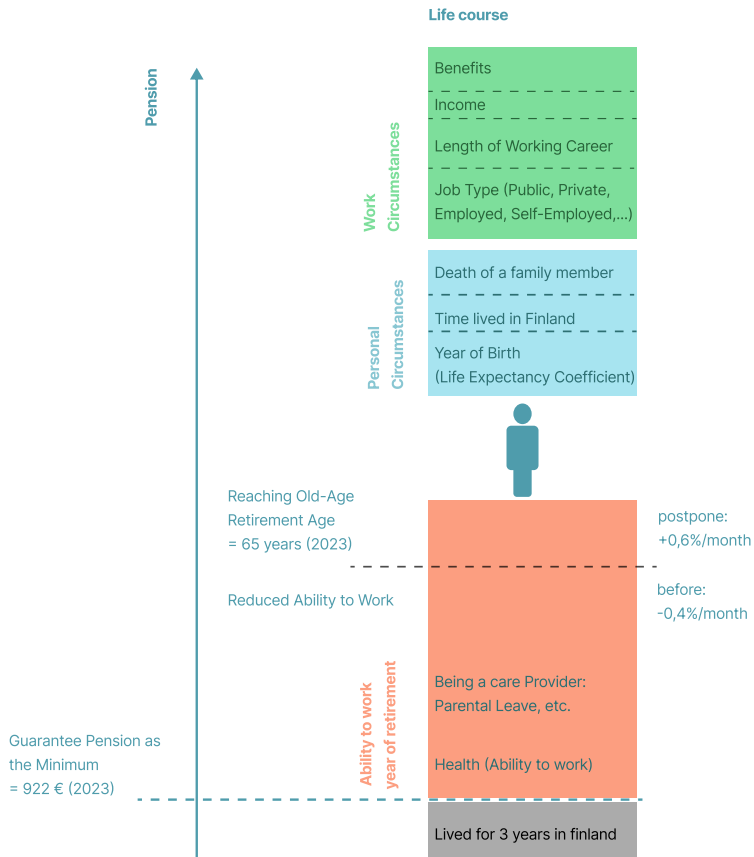 Life course
Pension
Benefits
Income
Length of Working Career
Job Type (Public, Private,
Employed, Self-Employed,...)
Work
Circumstances
Death of a family member
Time lived in Finland
Year of Birth
(Life Expectancy Coefficient)
Personal
Circumstances
Reaching Old-Age
Retirement Age
= 65 years (2023)
postpone:
+0,6%/month
before:
-0,4%/month
Reduced Ability to Work
Being a care Provider:
Parental Leave, etc.
Health (Ability to work)
Ability to work
year of retirement
Guarantee Pension as
the Minimum
= 922 € (2023)
Lived for 3 years in finland